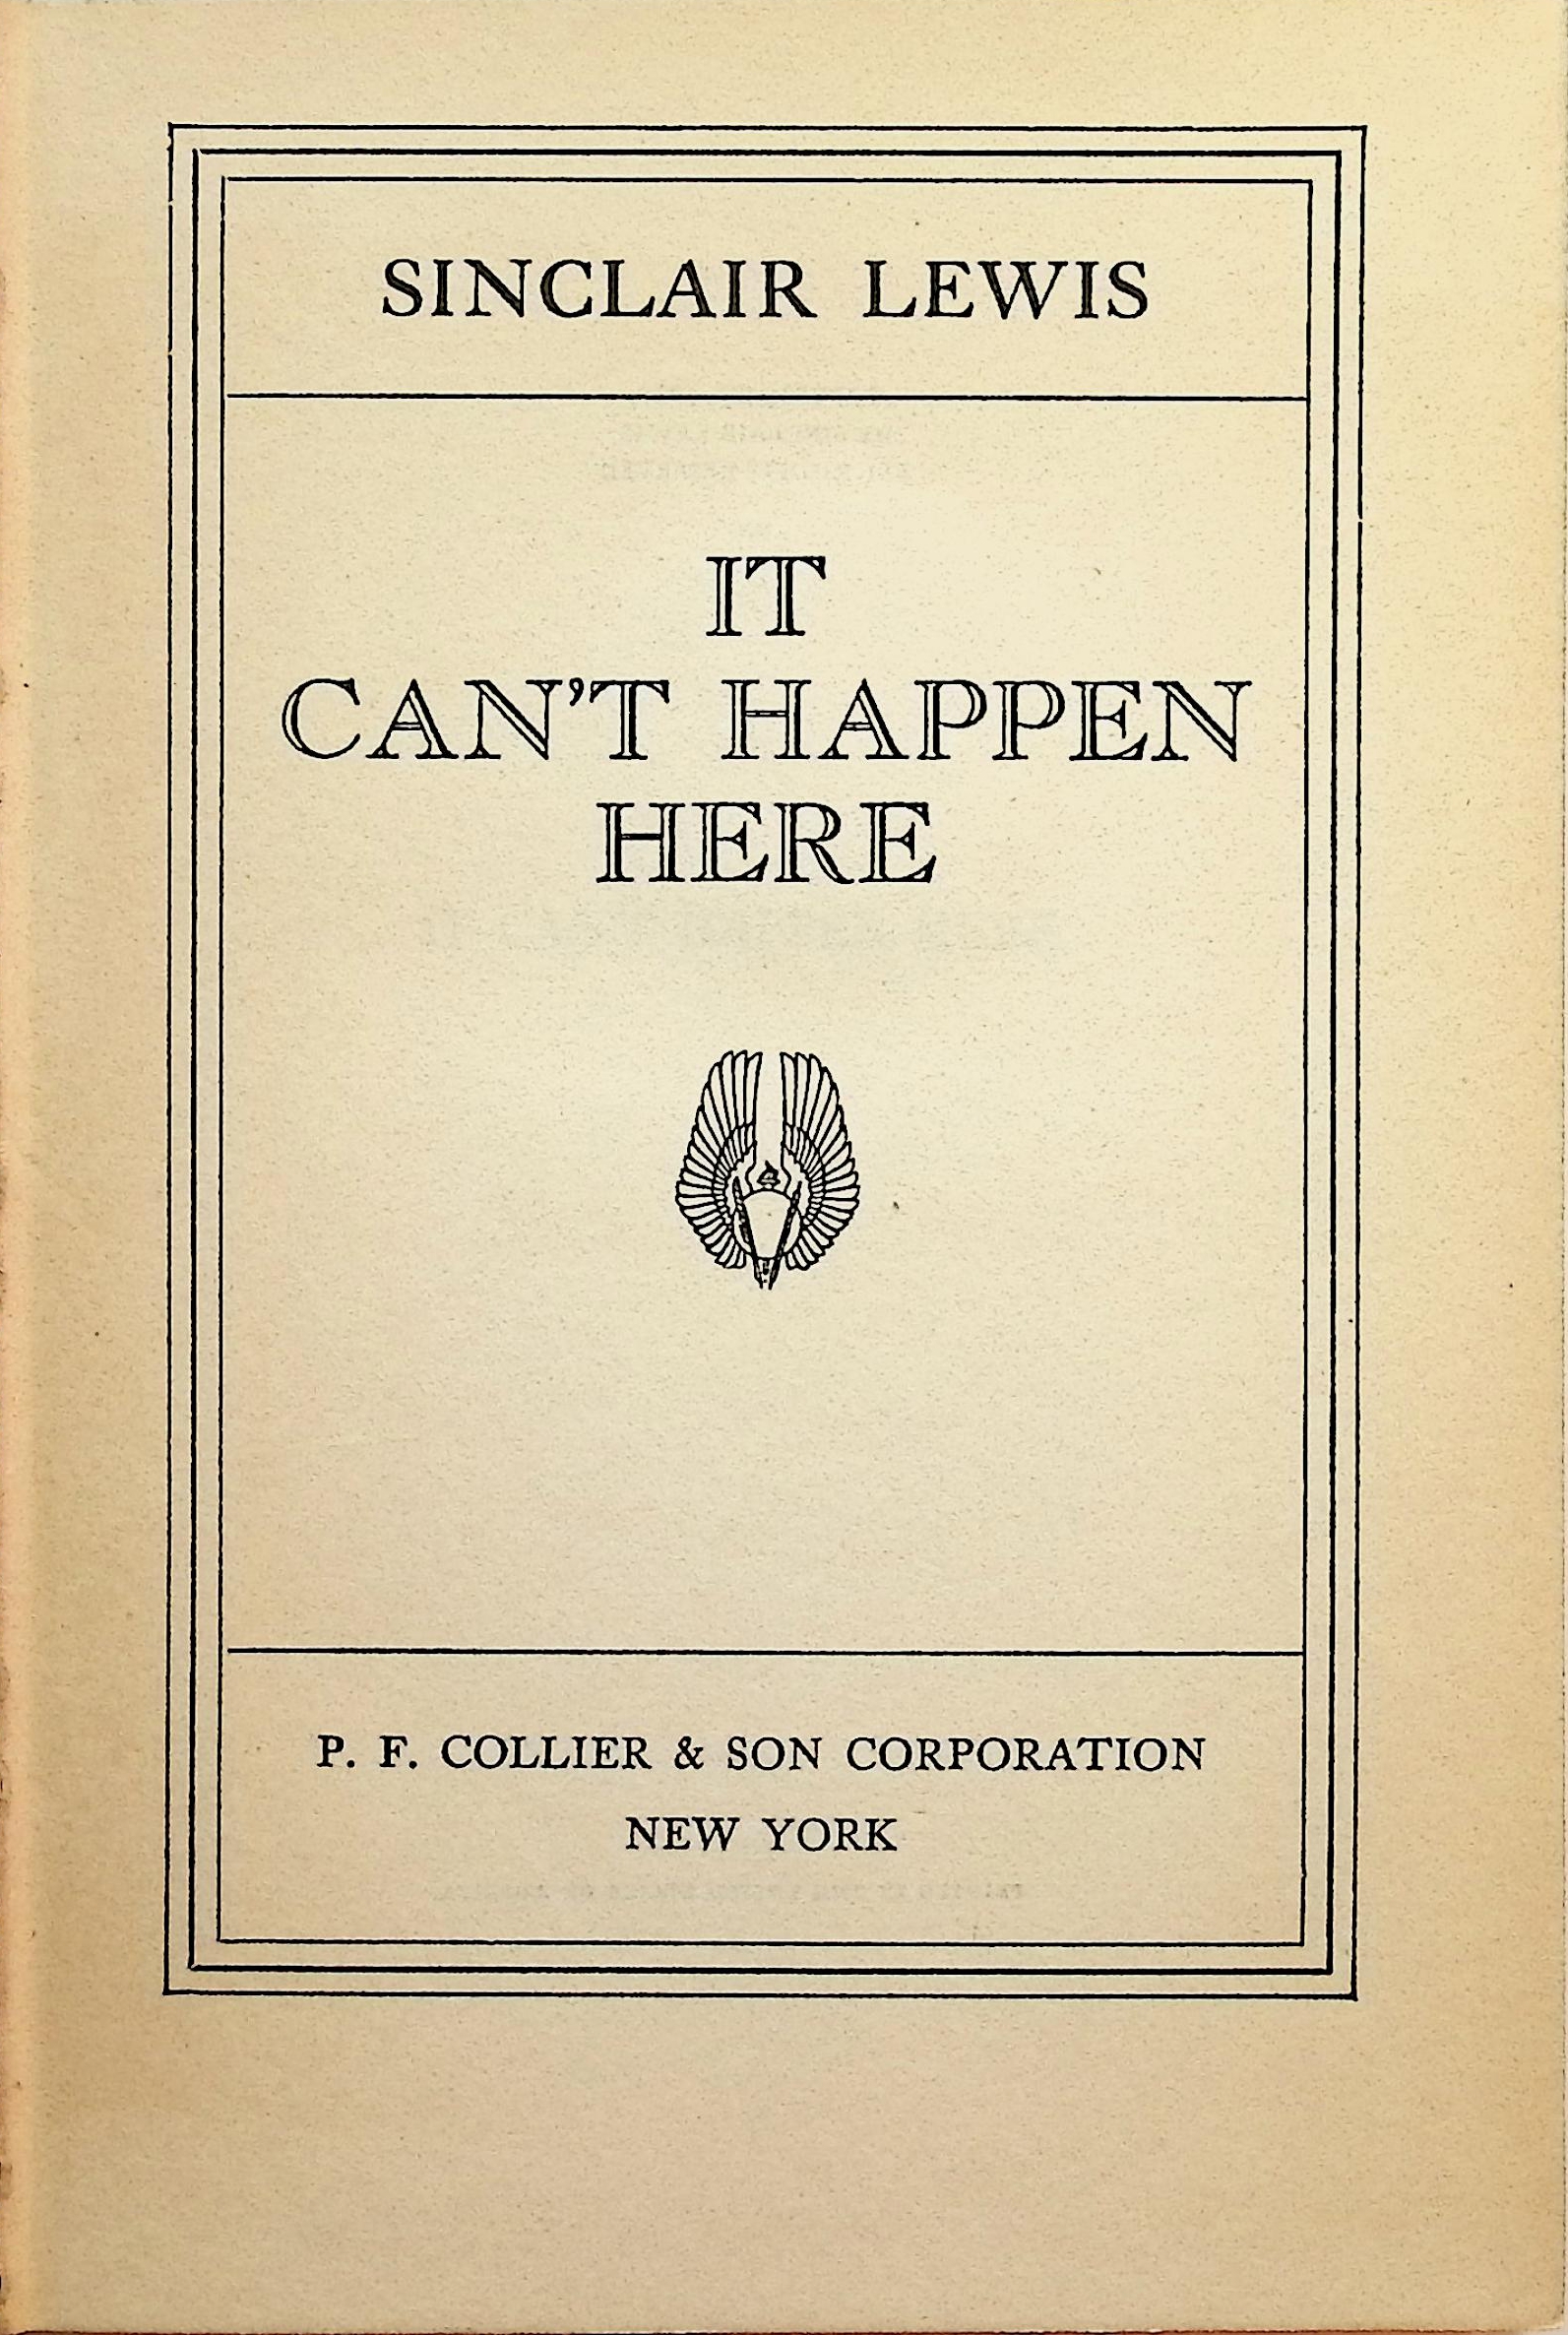 SINCLAIR LEWIS
IT
CAN'T HAPPEN
HERE
P. F. COLLIER & SON CORPORATION
NEW YORK